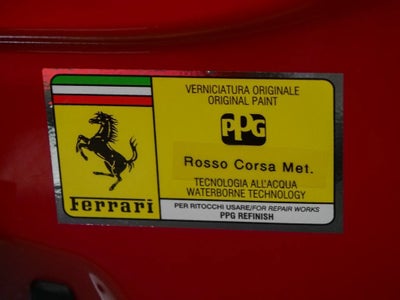 VERNICIATURA ORIGINALE
ORIGINAL PAINT
PPG
Rosso Corsa Met.
TECNOLOGIA ALL'ACQUA
WATERBORNE TECHNOLOGY
Ferrari
PER RITOCCHI USARE/FOR REPAIR WORKS
PPG REFINISH